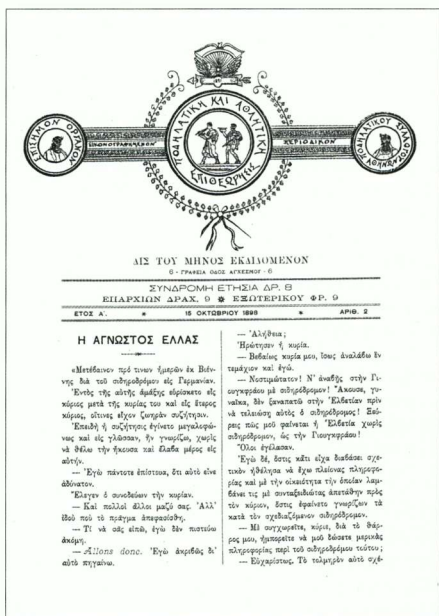 ΠΟΔΗΛΑΤΙΚΗ ΚΑΙ ΑΘΛΗΤΙΚΗ
ΕΠΙΘΕΩΡΗΣΙΣ
ΕΠΙΣΗΜΟΝ ΟΡΓΑΝΟΝ
ΕΙΚΟΝΟΓΡΑΦΗΜΕΝΟΝ
ΠΕΡΙΟΔΙΚΟΝ
ΠΟΔΗΛΑΤΙΚΟΥ ΣΥΛΛΟΓΟΥ
ΔΙΣ ΤΟΥ ΜΗΝΟΣ ΕΚΔΙΔΟΜΕΝΟΝ
6 - ΓΡΑΦΕΙΑ ΟΔΟΣ ΑΓΧΕΣΜΟΥ - 6
ΣΥΝΔΡΟΜΗ ΕΤΗΣΙΑ ΔΡ. 8
ΕΠΑΡΧΙΩΝ ΔΡΑΧ. 9 ✽ ΕΞΩΤΕΡΙΚΟΥ ΦΡ. 9
ΕΤΟΣ Α΄. * 15 ΟΚΤΩΒΡΙΟΥ 1898 * ΑΡΙΘ. 2
Η ΑΓΝΩΣΤΟΣ ΕΛΛΑΣ
«Μετέβαινον πρό τινων ἡμερῶν ἐκ Βιέν-
νης διὰ τοῦ σιδηροδρόμου εἰς Γερμανίαν.
Ἐντὸς τῆς αὐτῆς ἁμάξης εὑρίσκετο εἷς
κύριος μετὰ τῆς κυρίας του καὶ εἷς ἕτερος
κύριος, οἵτινες εἶχον ζωηρὰν συζήτησιν.
Ἐπειδὴ ἡ συζήτησις ἐγίνετο μεγαλοφώ-
νως καὶ εἰς γλῶσσαν, ἣν γνωρίζω, χωρὶς
νὰ θέλω τὴν ἤκουσα καὶ ἔλαβα μέρος εἰς
αὐτήν.
— Ἐγὼ πάντοτε ἐπίστευα, ὅτι αὐτὸ εἶνε
ἀδύνατον.
Ἔλεγεν ὁ συνοδεύων τὴν κυρίαν.
— Καὶ πολλοὶ ἄλλοι μαζύ σας. Ἀλλ'
ἰδοὺ ποῦ τὸ πρᾶγμα ἀπεφασίσθη.
— Τί νὰ σᾶς εἰπῶ, ἐγὼ δὲν πιστεύω
ἀκόμη.
— Allons donc. Ἐγὼ ἀκριβῶς δι'
αὐτὸ πηγαίνω.
— Ἀλήθεια ;
Ἠρώτησεν ἡ κυρία.
— Βεβαίως κυρία μου, ἴσως ἀναλάβω ἓν
τεμάχιον καὶ ἐγώ.
— Νοστιμώτατον! Ν' ἀναβῇς στὴν Γι-
ουγκφράου μὲ σιδηρόδρομον! Ἄκουσε, γυ-
ναῖκα, δὲν ξαναπατῶ στὴν Ἑλβετίαν πρὶν
νὰ τελειώσῃ αὐτὸς ὁ σιδηρόδρομος! Ξεύ-
ρεις πῶς μοῦ φαίνεται ἡ Ἑλβετία χωρὶς
σιδηρόδρομον, ὡς τὴν Γιουγκφράου!
Ὅλοι ἐγέλασαν.
Ἐγὼ δέ, ὅστις κάτι εἶχα διαβάσει σχε-
τικὸν ἠθέλησα νὰ ἔχω πλείονας πληροφο-
ρίας καὶ μὲ τὴν οἰκειότητα τὴν ὁποίαν λαμ-
βάνει τις μὲ συνταξειδιώτας ἀπετάθην πρὸς
τὸν κύριον, ὅστις ἐφαίνετο γνωρίζων τὰ
κατὰ τὸν σχεδιαζόμενον σιδηρόδρομον.
— Μὲ συγχωρεῖτε, κύριε, διὰ τὸ θάρ-
ρος μου, ἠμπορεῖτε νὰ μοῦ δώσετε μερικὰς
πληροφορίας περὶ τοῦ σιδηροδρόμου τούτου ;
— Εὐχαρίστως. Τὸ τολμηρὸν αὐτὸ σχέ-